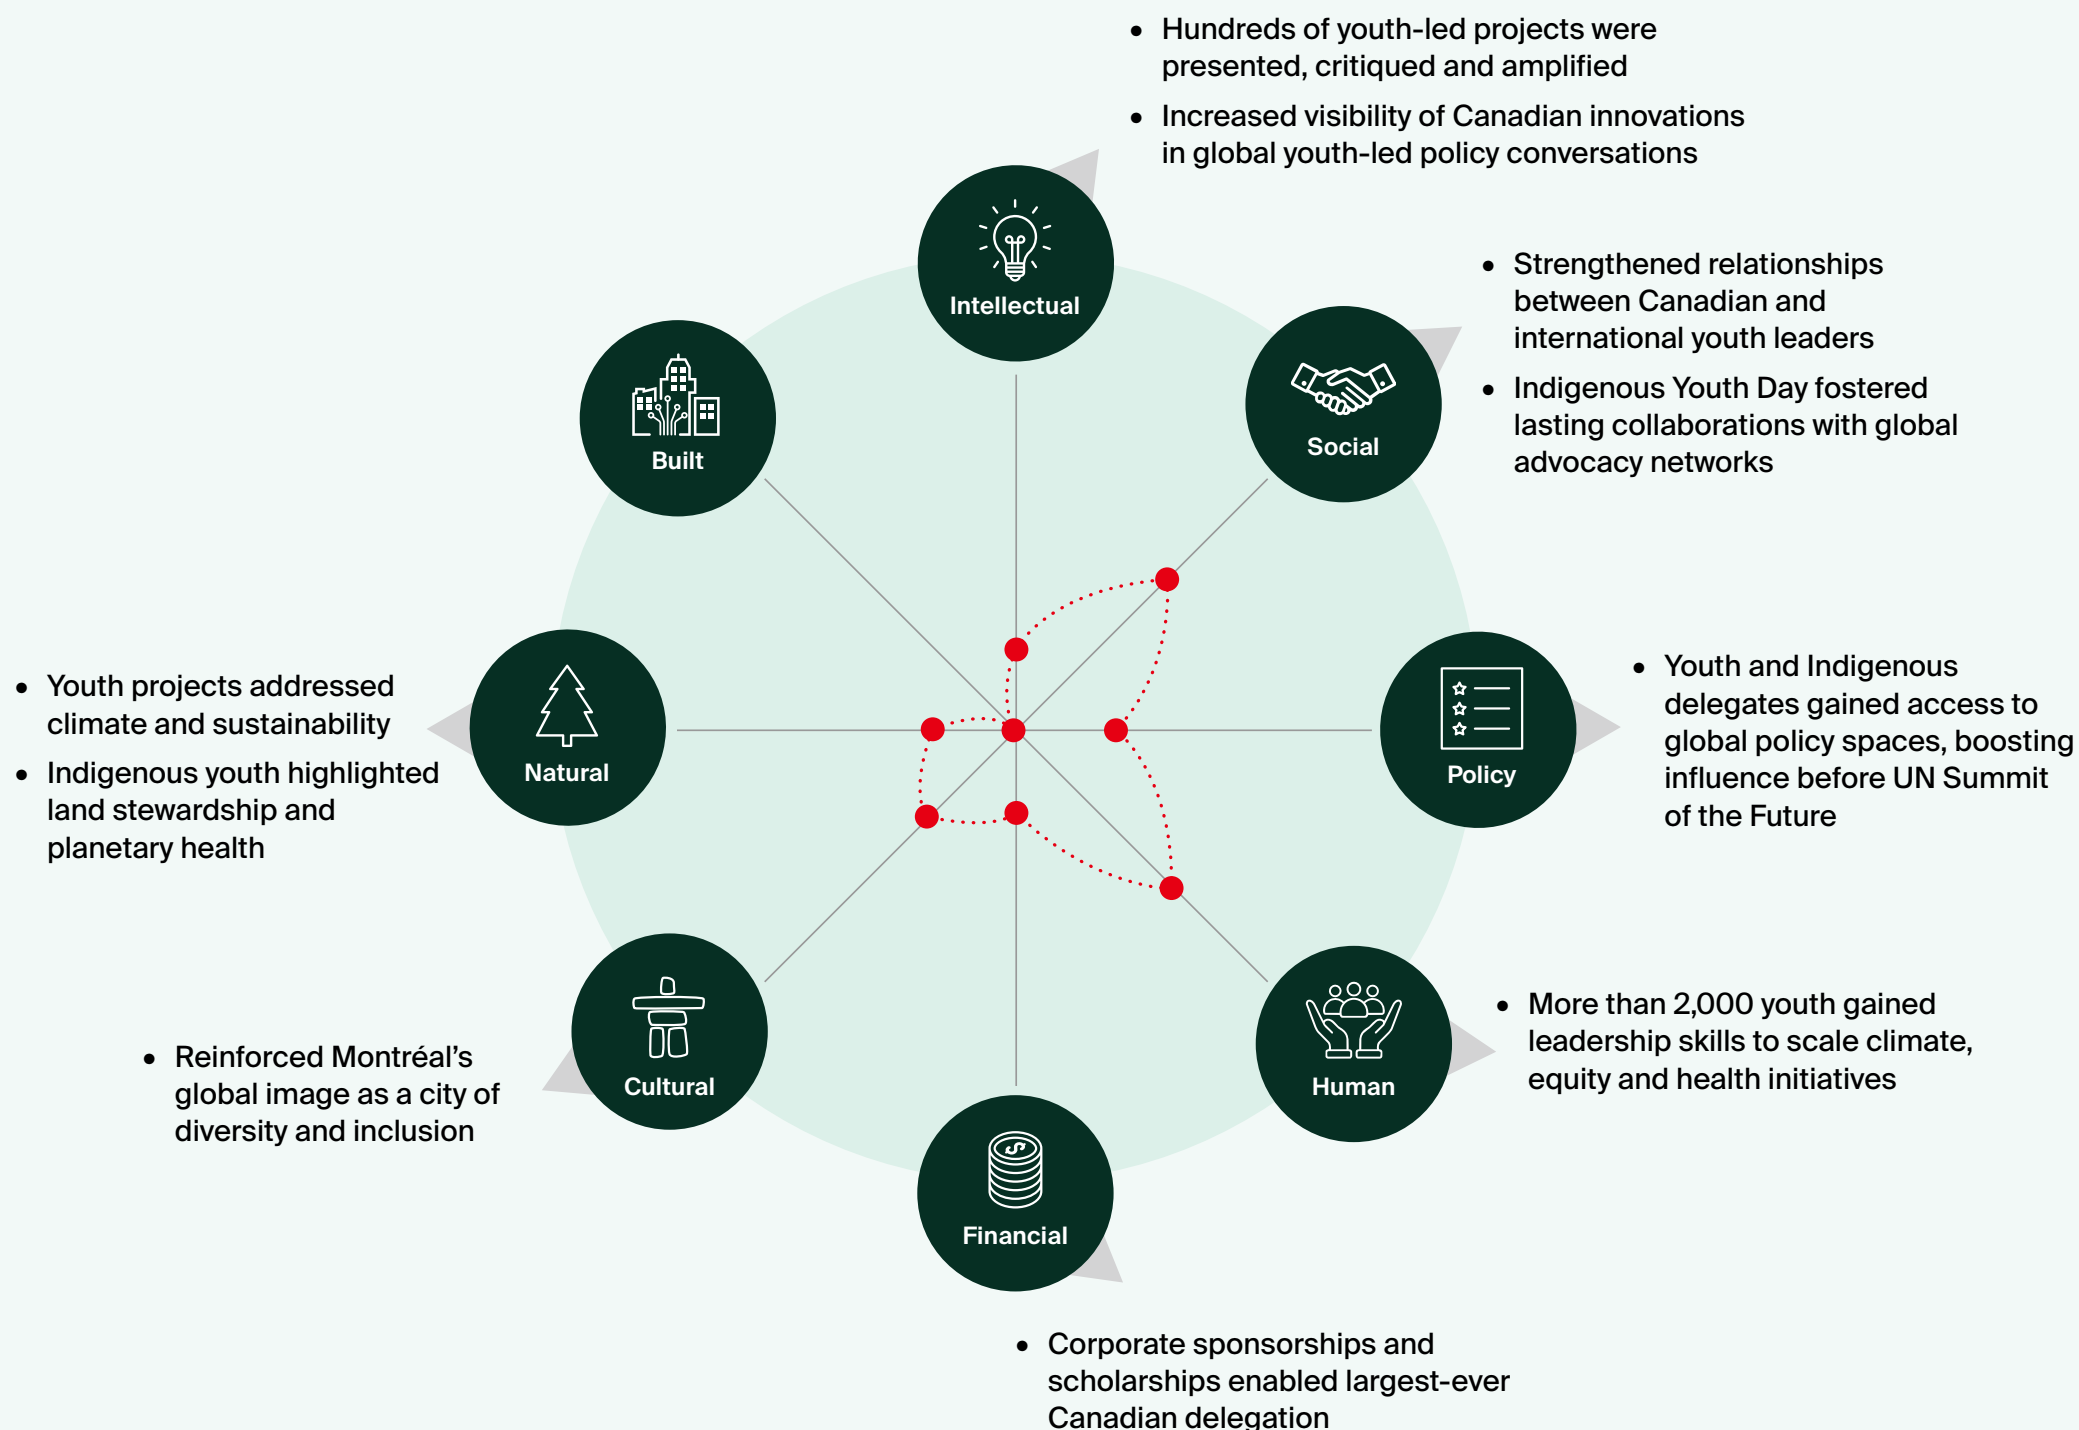 • Hundreds of youth-led projects were
presented, critiqued and amplified
• Increased visibility of Canadian innovations
in global youth-led policy conversations
Intellectual
• Strengthened relationships
between Canadian and
international youth leaders
• Indigenous Youth Day fostered
lasting collaborations with global
advocacy networks
Social
Built
• Youth and Indigenous
delegates gained access to
global policy spaces, boosting
influence before UN Summit
of the Future
Policy
• Youth projects addressed
climate and sustainability
• Indigenous youth highlighted
land stewardship and
planetary health
Natural
• More than 2,000 youth gained
leadership skills to scale climate,
equity and health initiatives
Human
• Reinforced Montréal’s
global image as a city of
diversity and inclusion
Cultural
$
Financial
• Corporate sponsorships and
scholarships enabled largest-ever
Canadian delegation